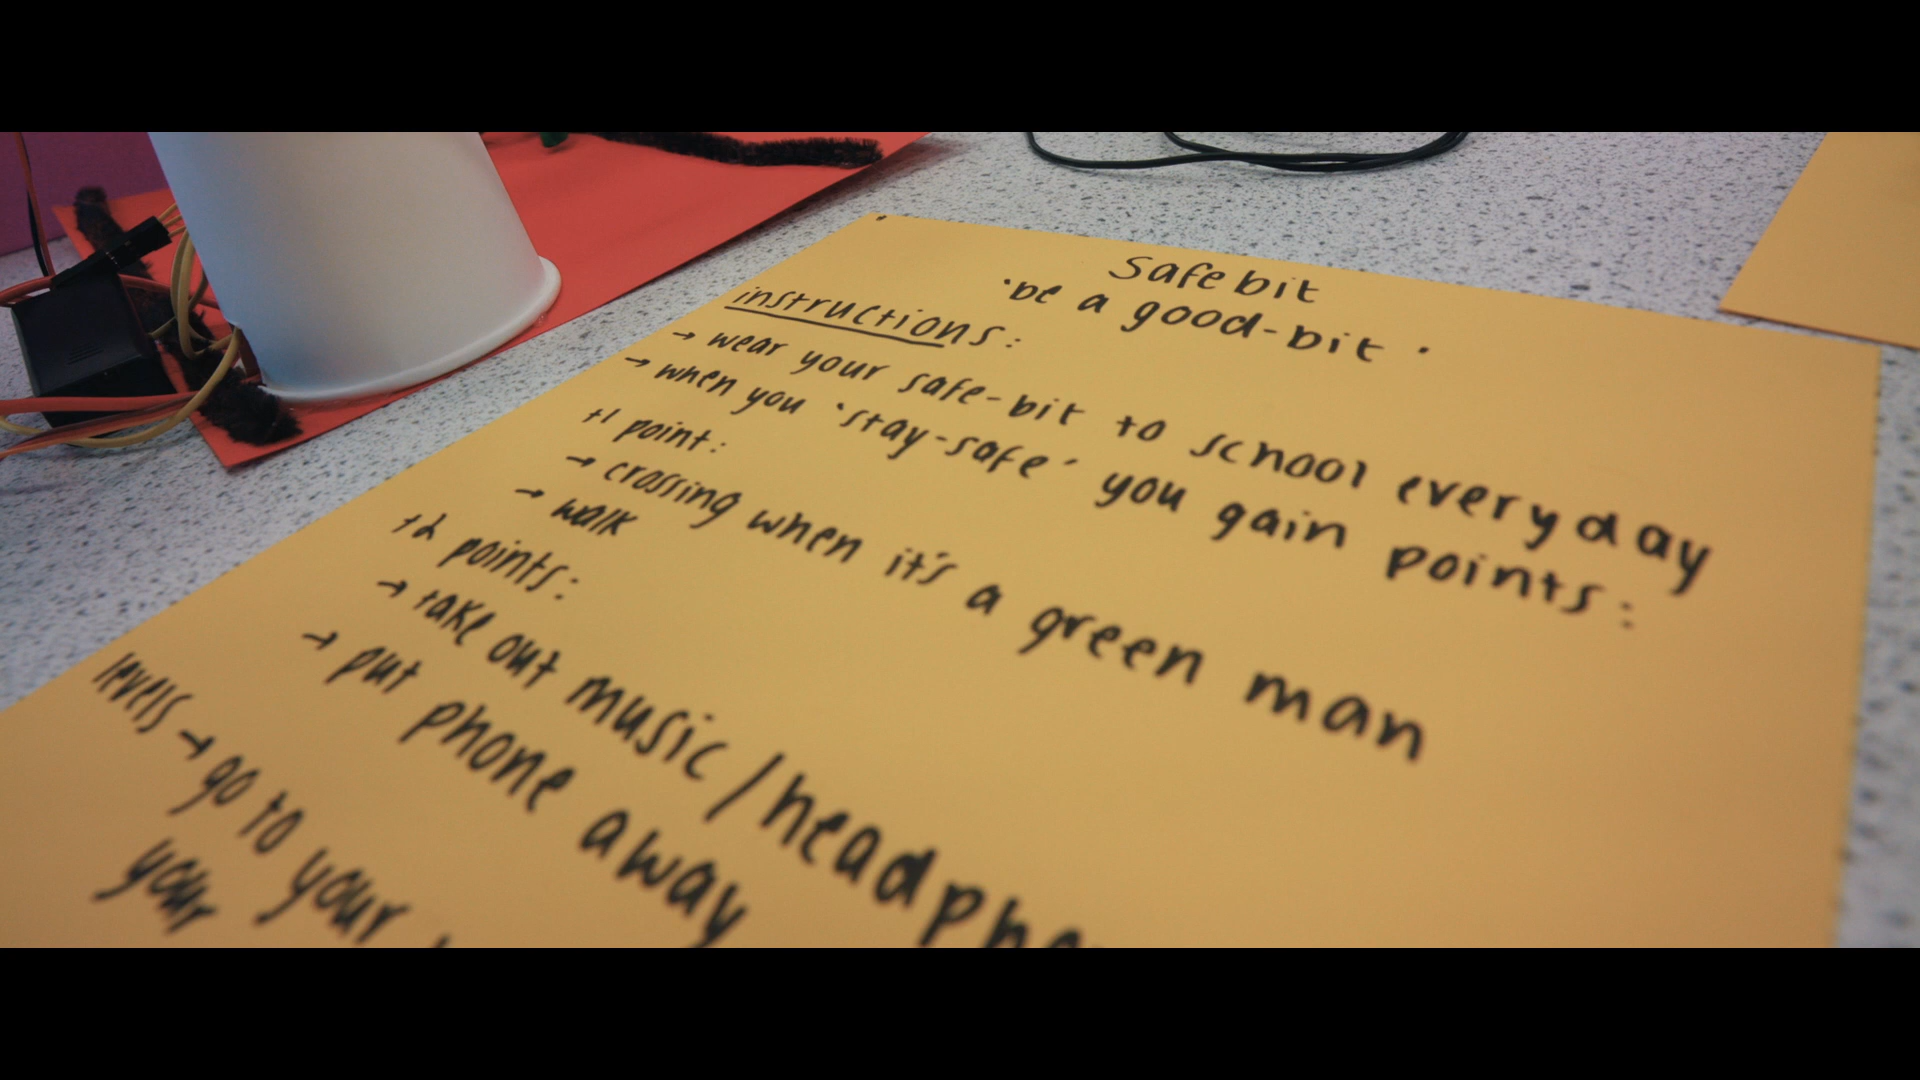 Safebit
'be a good-bit'
instructions:
→ wear your safe-bit to school everyday
→ when you 'stay-safe' you gain points:
+1 point:
→ crossing when it's a green man
→ walk
+2 points:
→ take out music/headpho
→ put phone away
levels → go to your
your